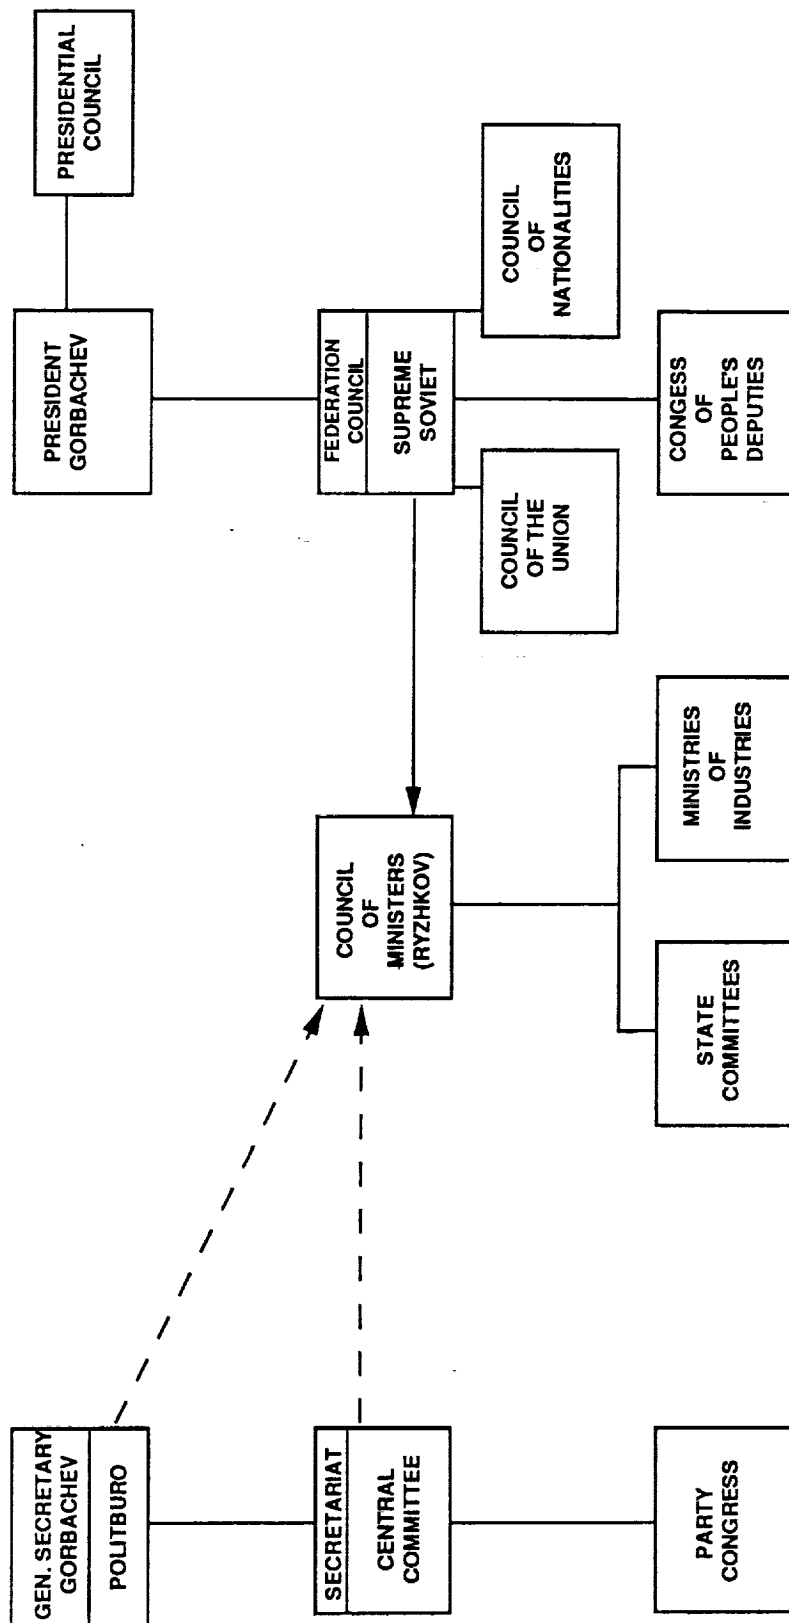 GEN. SECRETARY
GORBACHEV
POLITBURO
SECRETARIAT
CENTRAL
COMMITTEE
PARTY
CONGRESS
COUNCIL
OF
MINISTERS
(RYZHKOV)
STATE
COMMITTEES
MINISTRIES
OF
INDUSTRIES
PRESIDENT
GORBACHEV
PRESIDENTIAL
COUNCIL
FEDERATION
COUNCIL
SUPREME
SOVIET
COUNCIL
OF THE
UNION
COUNCIL
OF
NATIONALITIES
CONGESS
OF
PEOPLE'S
DEPUTIES